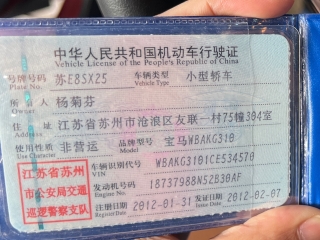 中华人民共和国机动车行驶证
Vehicle License of the People's Republic of China
号牌号码 苏E8SX25 车辆类型 小型轿车
Plate No. Vehicle Type
所有人 杨菊芬
Owner
住址 江苏省苏州市沧浪区友联一村75幢304室
Address
使用性质 非营运 品牌型号 宝马WBAKG310
Use Character Model
车辆识别代号 WBAKG3101CE534570
VIN
江苏省苏州
市公安局交通
巡逻警察支队
发动机号码 18737988N52B30AF
Engine No.
注册日期 2012-01-31 发证日期 2012-02-07
Register Date Issue Date